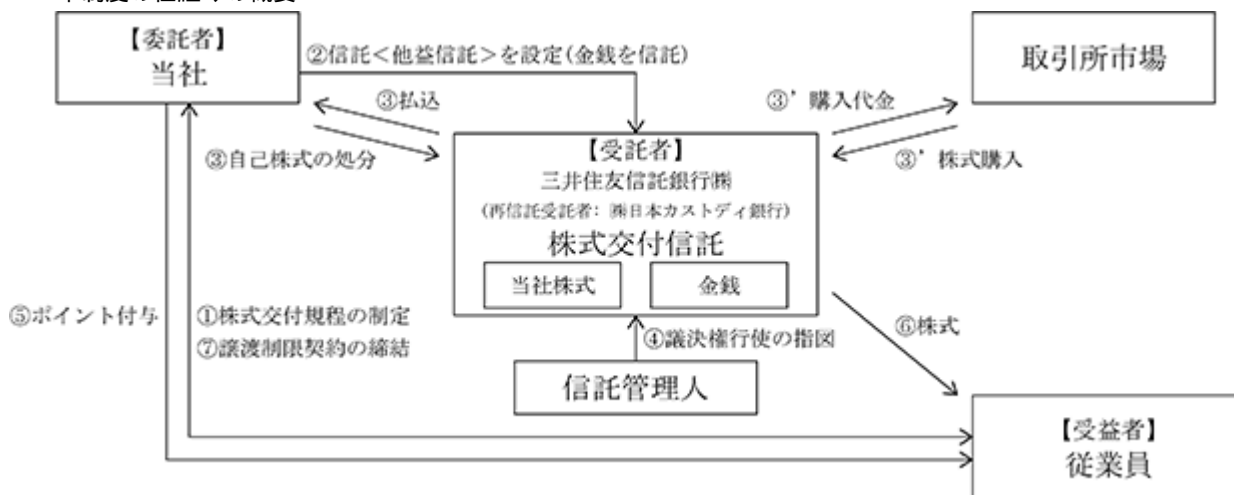 【委託者】
当社
②信託<他益信託>を設定(金銭を信託)
取引所市場
③払込
③’購入代金
③自己株式の処分
③’株式購入
【受託者】
三井住友信託銀行㈱
(再信託受託者: ㈱日本カストディ銀行)
株式交付信託
当社株式
金銭
⑤ポイント付与
①株式交付規程の制定
⑦譲渡制限契約の締結
④議決権行使の指図
⑥株式
信託管理人
【受益者】
従業員